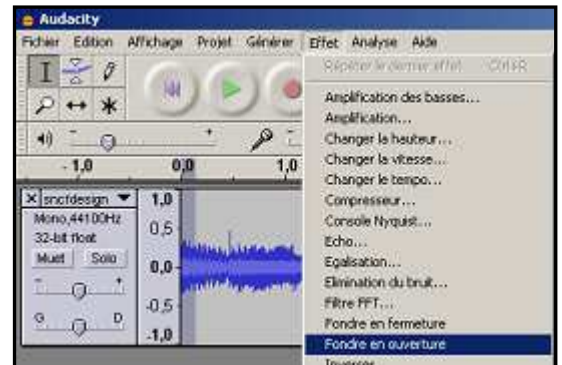 Audacity
Fichier Edition Affichage Projet Générer Effet Analyse Aide
Répéter le dernier effet Ctrl+R
Amplification des basses...
Amplification...
Changer la hauteur...
Changer la vitesse...
Changer le tempo...
Compresseur...
Console Nyquist...
Echo...
Egalisation...
Elimination du bruit...
Filtre FFT...
Fondre en fermeture
Fondre en ouverture
Inverser
- 1,0 0,0 1,0
X sncfdesign
Mono,44100Hz
32-bit float
Muet Solo
- +
G D
1,0
0,5
0,0
-0,5
-1,0